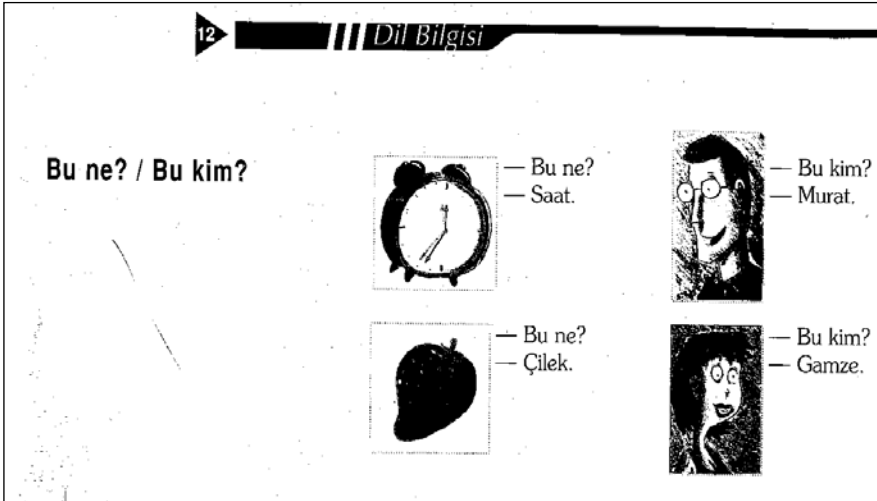 12
Dil Bilgisi
Bu ne? / Bu kim?
— Bu ne?
— Saat.
— Bu kim?
— Murat.
— Bu ne?
— Çilek.
— Bu kim?
— Gamze.